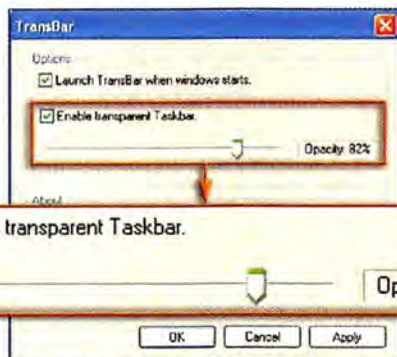 TransBar
Options
Launch TransBar when windows starts.
Enable transparent Taskbar.
Opacity: 82%
About
transparent Taskbar.
Op
OK Cancel Apply